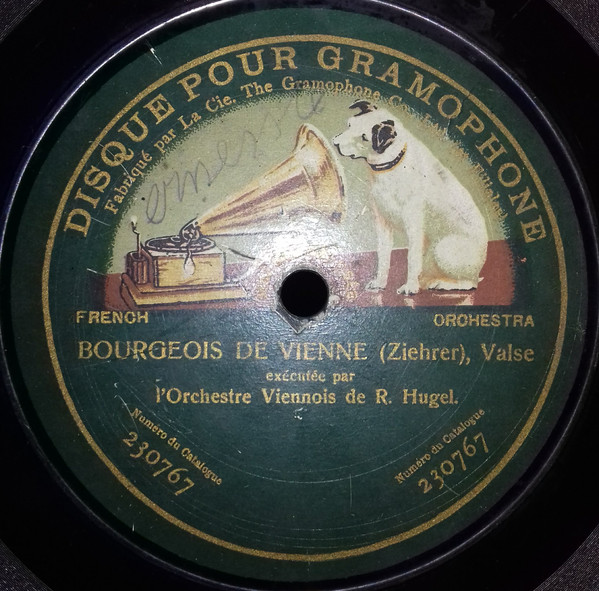 DISQUE POUR GRAMOPHONE
Fabriqué par La Cie. The Gramophone Co.
FRENCH ORCHESTRA
BOURGEOIS DE VIENNE (Ziehrer), Valse
exécutée par
l'Orchestre Viennois de R. Hugel.
Numéro du Catalogue
230767
Numéro du Catalogue
230767